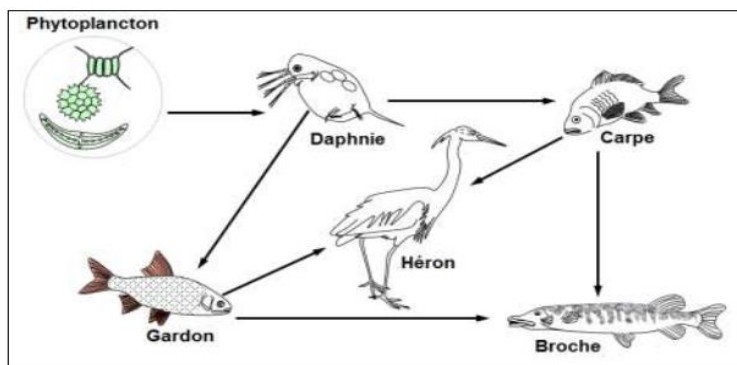 Phytoplancton
Daphnie
Carpe
Héron
Gardon
Broche